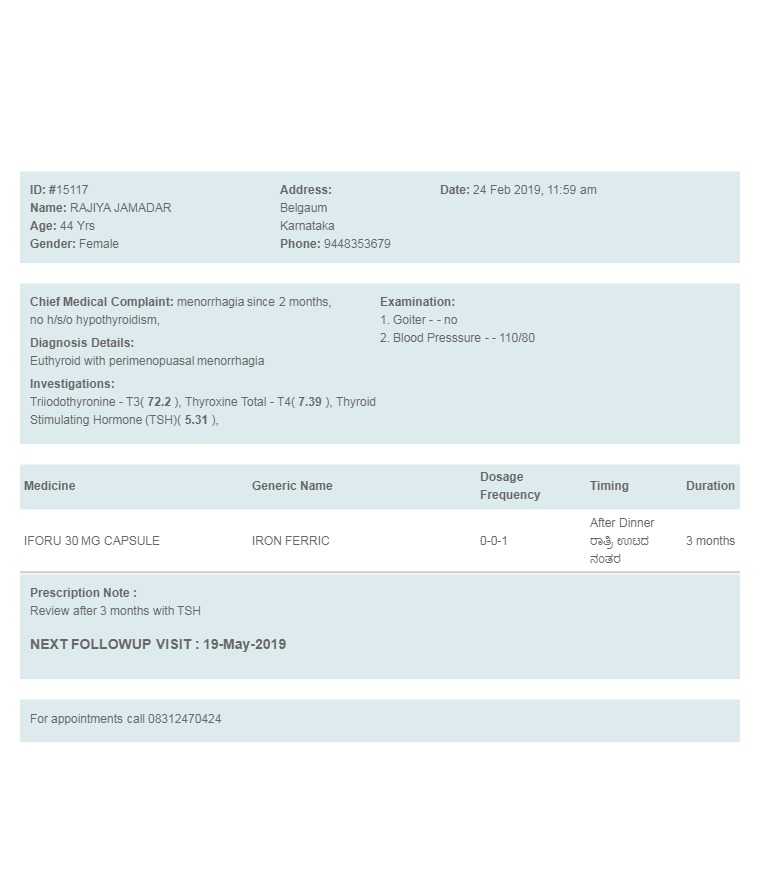 ID: #15117
Name: RAJIYA JAMADAR
Age: 44 Yrs
Gender: Female
Address:
Belgaum
Karnataka
Phone: 9448353679
Date: 24 Feb 2019, 11:59 am
Chief Medical Complaint: menorrhagia since 2 months,
no h/s/o hypothyroidism,
Diagnosis Details:
Euthyroid with perimenopuasal menorrhagia
Investigations:
Triiodothyronine - T3( 72.2 ), Thyroxine Total - T4( 7.39 ), Thyroid
Stimulating Hormone (TSH)( 5.31 ),
Examination:
1. Goiter - - no
2. Blood Presssure - - 110/80
Medicine Generic Name Dosage Frequency Timing Duration
IFORU 30 MG CAPSULE IRON FERRIC 0-0-1 After Dinner 3 months
ರಾತ್ರಿ ಊಟದ
ನಂತರ
Prescription Note :
Review after 3 months with TSH
NEXT FOLLOWUP VISIT : 19-May-2019
For appointments call 08312470424